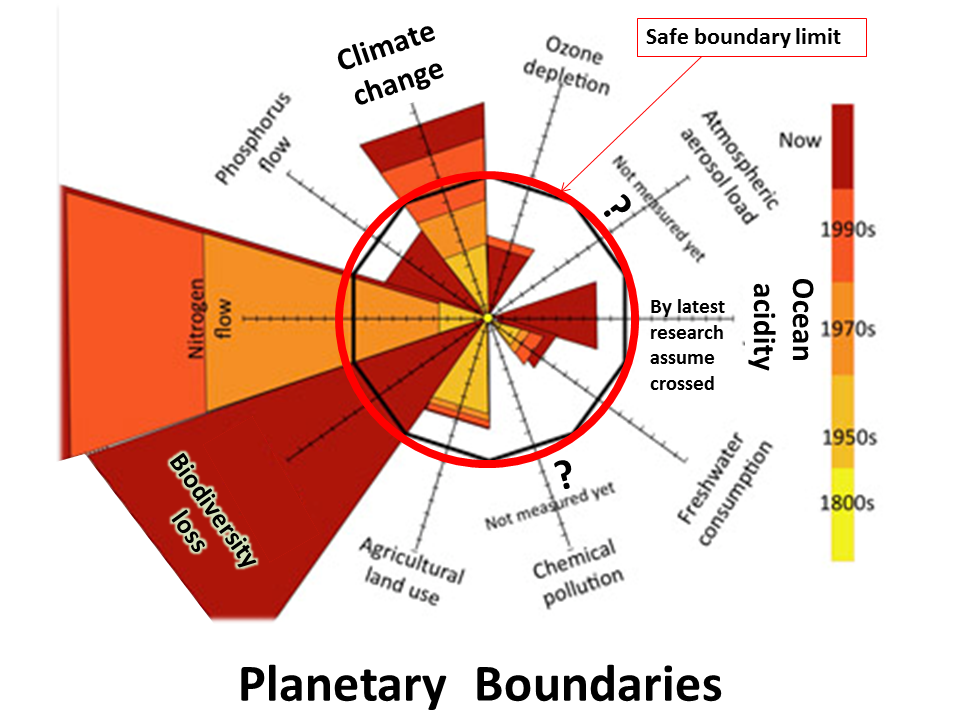 Safe boundary limit
Climate
change
Ozone
depletion
Phosphorus
flow
Atmospheric
aerosol load
Not measured yet
?
Now
1990s
1970s
1950s
1800s
Nitrogen
flow
By latest
research
assume
crossed
Ocean
acidity
Biodiversity
loss
Freshwater
consumption
?
Not measured yet
Agricultural
land use
Chemical
pollution
Planetary Boundaries